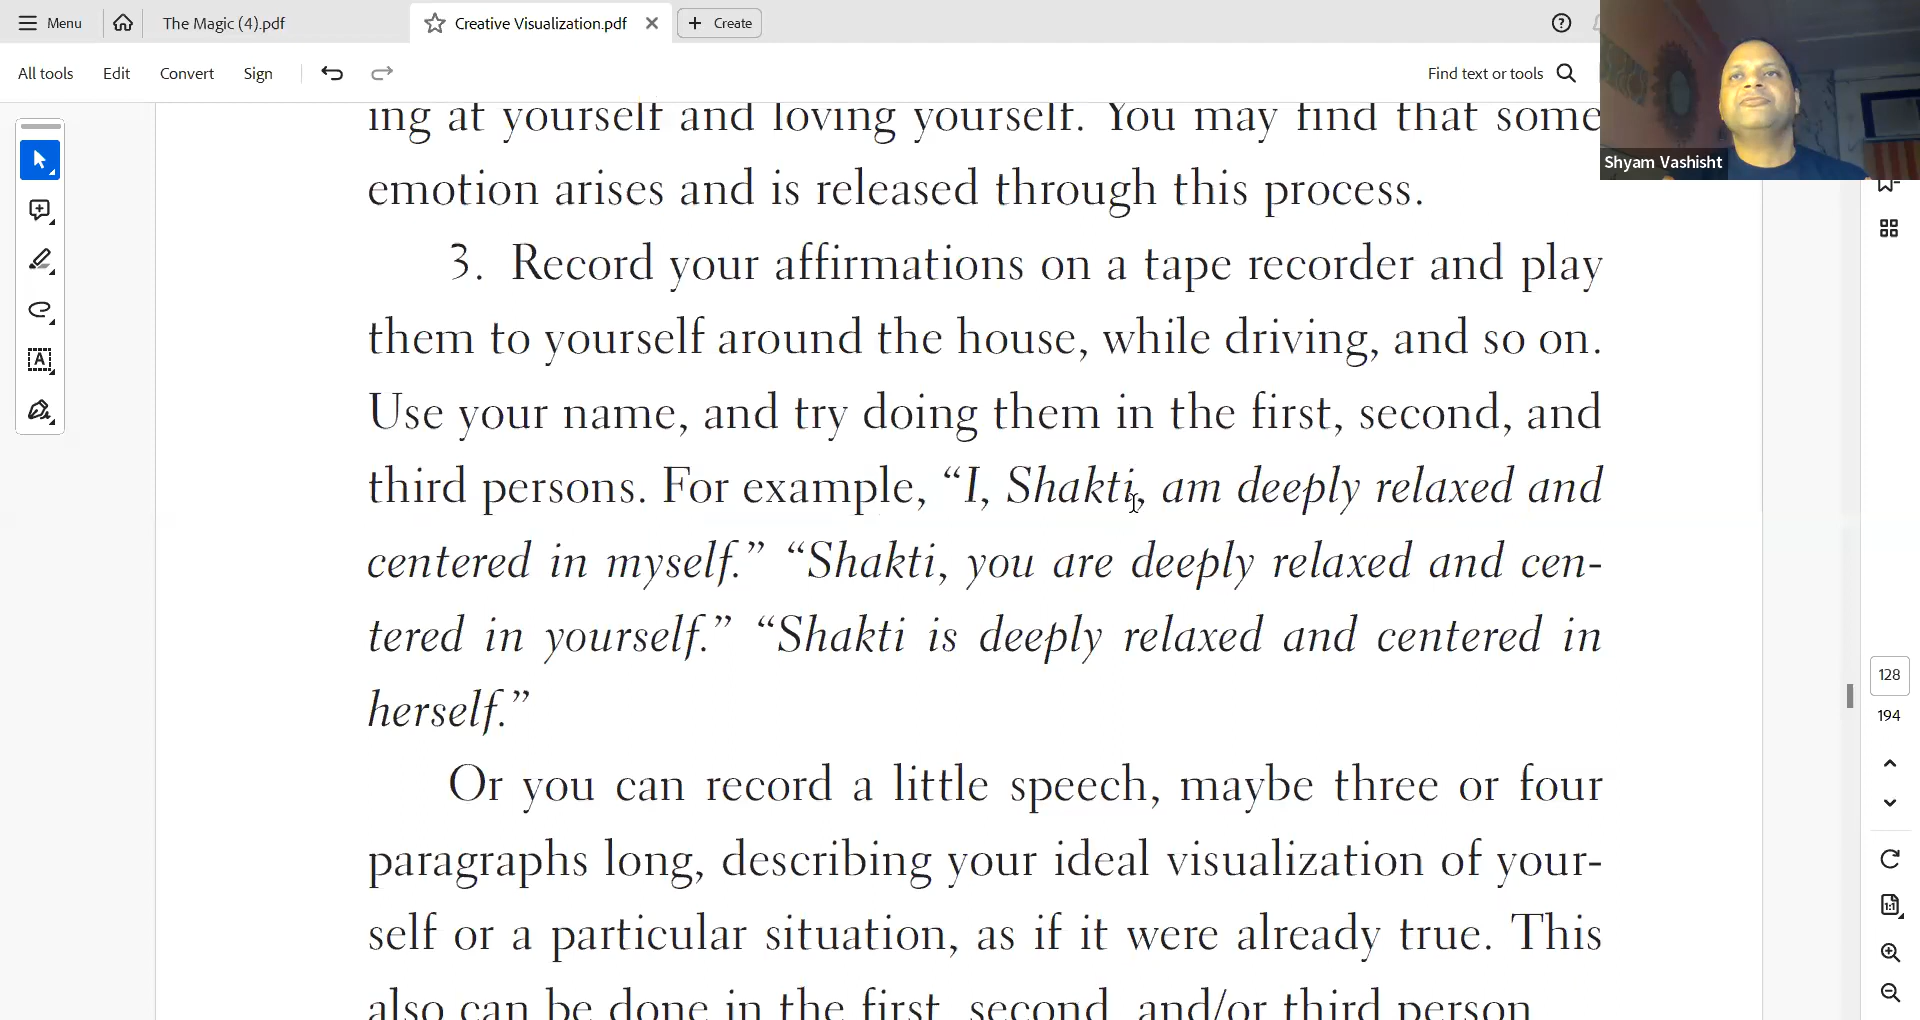 Menu
The Magic (4).pdf
Creative Visualization.pdf
Create
All tools
Edit
Convert
Sign
Find text or tools
Shyam Vashisht
ing at yourself and loving yourself. You may find that some
emotion arises and is released through this process.
3. Record your affirmations on a tape recorder and play
them to yourself around the house, while driving, and so on.
Use your name, and try doing them in the first, second, and
third persons. For example, “I, Shakti, am deeply relaxed and
centered in myself.” “Shakti, you are deeply relaxed and cen-
tered in yourself.” “Shakti is deeply relaxed and centered in
herself.”
Or you can record a little speech, maybe three or four
paragraphs long, describing your ideal visualization of your-
self or a particular situation, as if it were already true. This
also can be done in the first, second, and/or third person.
128
194
1:1